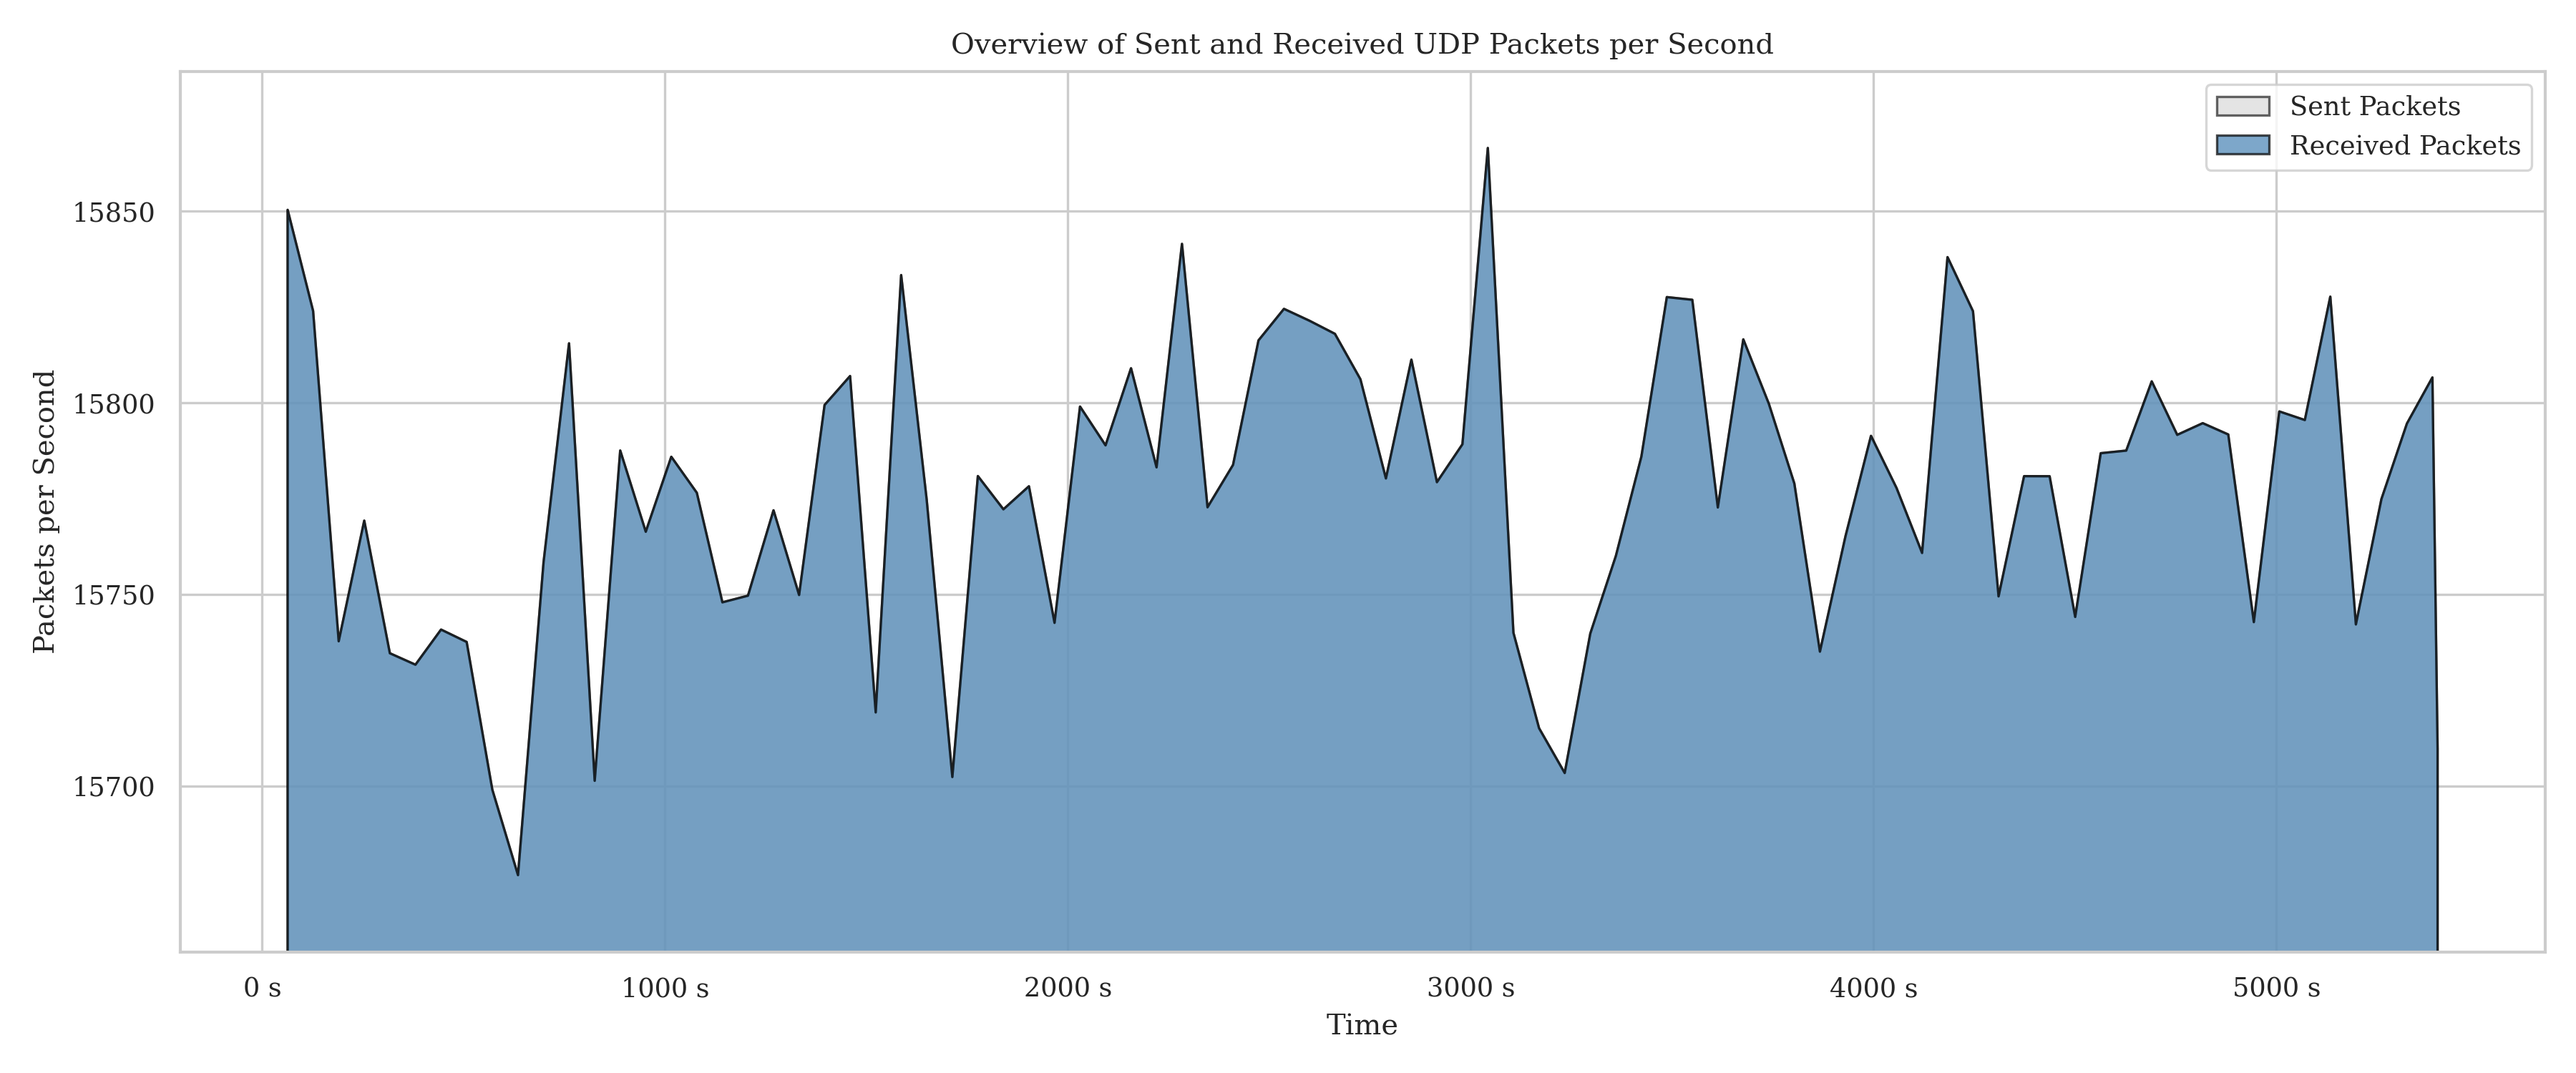 Overview of Sent and Received UDP Packets per Second
Sent Packets
Received Packets
Packets per Second
15850
15800
15750
15700
0 s
1000 s
2000 s
3000 s
4000 s
5000 s
Time